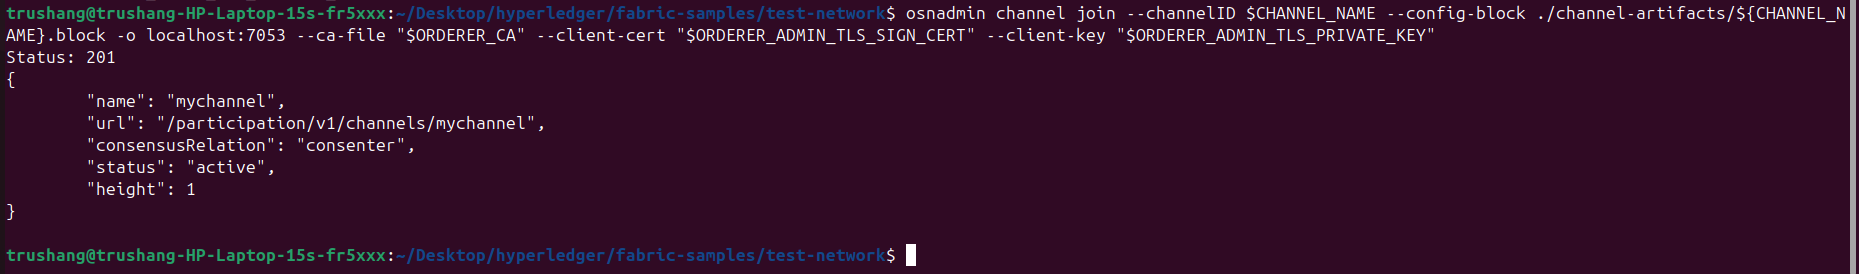 trushang@trushang-HP-Laptop-15s-fr5xxx:~/Desktop/hyperledger/fabric-samples/test-network$ osnadmin channel join --channelID $CHANNEL_NAME --config-block ./channel-artifacts/${CHANNEL_N
AME}.block -o localhost:7053 --ca-file "$ORDERER_CA" --client-cert "$ORDERER_ADMIN_TLS_SIGN_CERT" --client-key "$ORDERER_ADMIN_TLS_PRIVATE_KEY"
Status: 201
{
        "name": "mychannel",
        "url": "/participation/v1/channels/mychannel",
        "consensusRelation": "consenter",
        "status": "active",
        "height": 1
}
trushang@trushang-HP-Laptop-15s-fr5xxx:~/Desktop/hyperledger/fabric-samples/test-network$